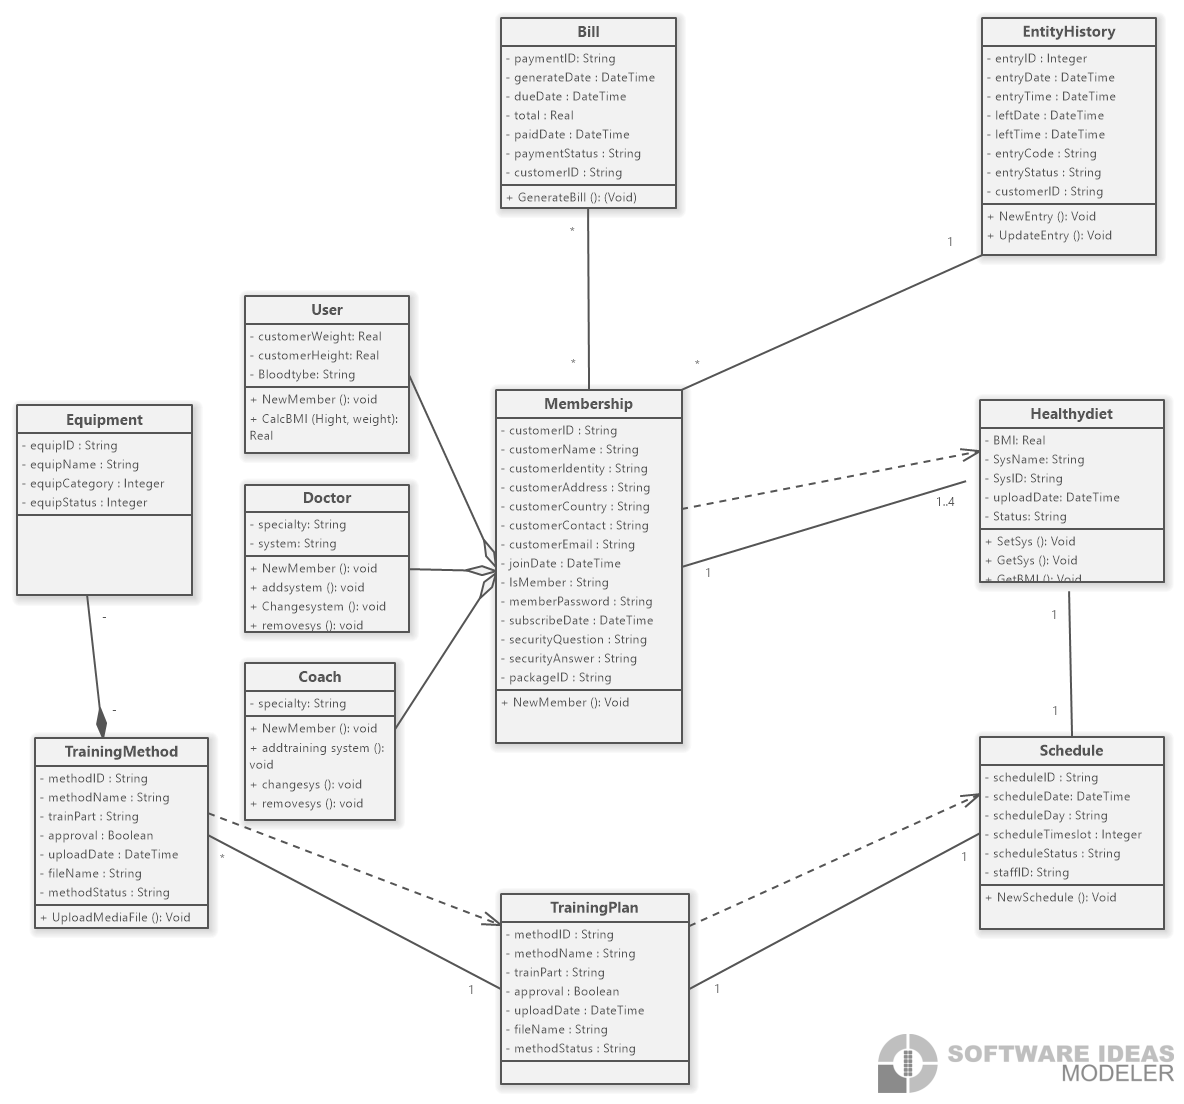 Bill
- paymentID: String
- generateDate : DateTime
- dueDate : DateTime
- total : Real
- paidDate : DateTime
- paymentStatus : String
- customerID : String
+ GenerateBill (): (Void)
EntityHistory
- entryID : Integer
- entryDate : DateTime
- entryTime : DateTime
- leftDate : DateTime
- leftTime : DateTime
- entryCode : String
- entryStatus : String
- customerID : String
+ NewEntry (): Void
+ UpdateEntry (): Void
*
1
*
*
User
- customerWeight: Real
- customerHeight: Real
- Bloodtybe: String
+ NewMember (): void
+ CalcBMI (Hight, weight):
Real
Equipment
- equipID : String
- equipName : String
- equipCategory : Integer
- equipStatus : Integer
Doctor
- specialty: String
- system: String
+ NewMember (): void
+ addsystem (): void
+ Changesystem (): void
+ removesys (): void
Membership
- customerID : String
- customerName : String
- customerIdentity : String
- customerAddress : String
- customerCountry : String
- customerContact : String
- customerEmail : String
- joinDate : DateTime
- IsMember : String
- memberPassword : String
- subscribeDate : DateTime
- securityQuestion : String
- securityAnswer : String
- packageID : String
+ NewMember (): Void
Healthydiet
- BMI: Real
- SysName: String
- SysID: String
- uploadDate: DateTime
- Status: String
+ SetSys (): Void
+ GetSys (): Void
+ GetBMI (): Void
1..4
1
1
1
-
-
Coach
- specialty: String
+ NewMember (): void
+ addtraining system ():
void
+ changesys (): void
+ removesys (): void
TrainingMethod
- methodID : String
- methodName : String
- trainPart : String
- approval : Boolean
- uploadDate : DateTime
- fileName : String
- methodStatus : String
+ UploadMediaFile (): Void
Schedule
- scheduleID : String
- scheduleDate: DateTime
- scheduleDay : String
- scheduleTimeslot : Integer
- scheduleStatus : String
- staffID: String
+ NewSchedule (): Void
*
1
1
1
TrainingPlan
- methodID : String
- methodName : String
- trainPart : String
- approval : Boolean
- uploadDate : DateTime
- fileName : String
- methodStatus : String
SOFTWARE IDEAS
MODELER